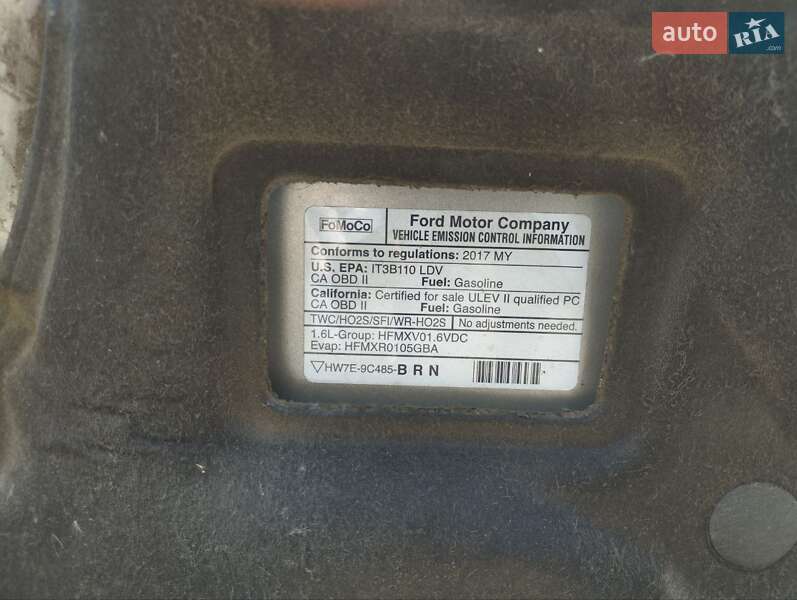 auto RIA .com
FoMoCo
Ford Motor Company
VEHICLE EMISSION CONTROL INFORMATION
Conforms to regulations: 2017 MY
U.S. EPA: IT3B110 LDV
CA OBD II Fuel: Gasoline
California: Certified for sale ULEV II qualified PC
CA OBD II Fuel: Gasoline
TWC/HO2S/SFI/WR-HO2S No adjustments needed.
1.6L-Group: HFMXV01.6VDC
Evap: HFMXR0105GBA
HW7E-9C485-BRN